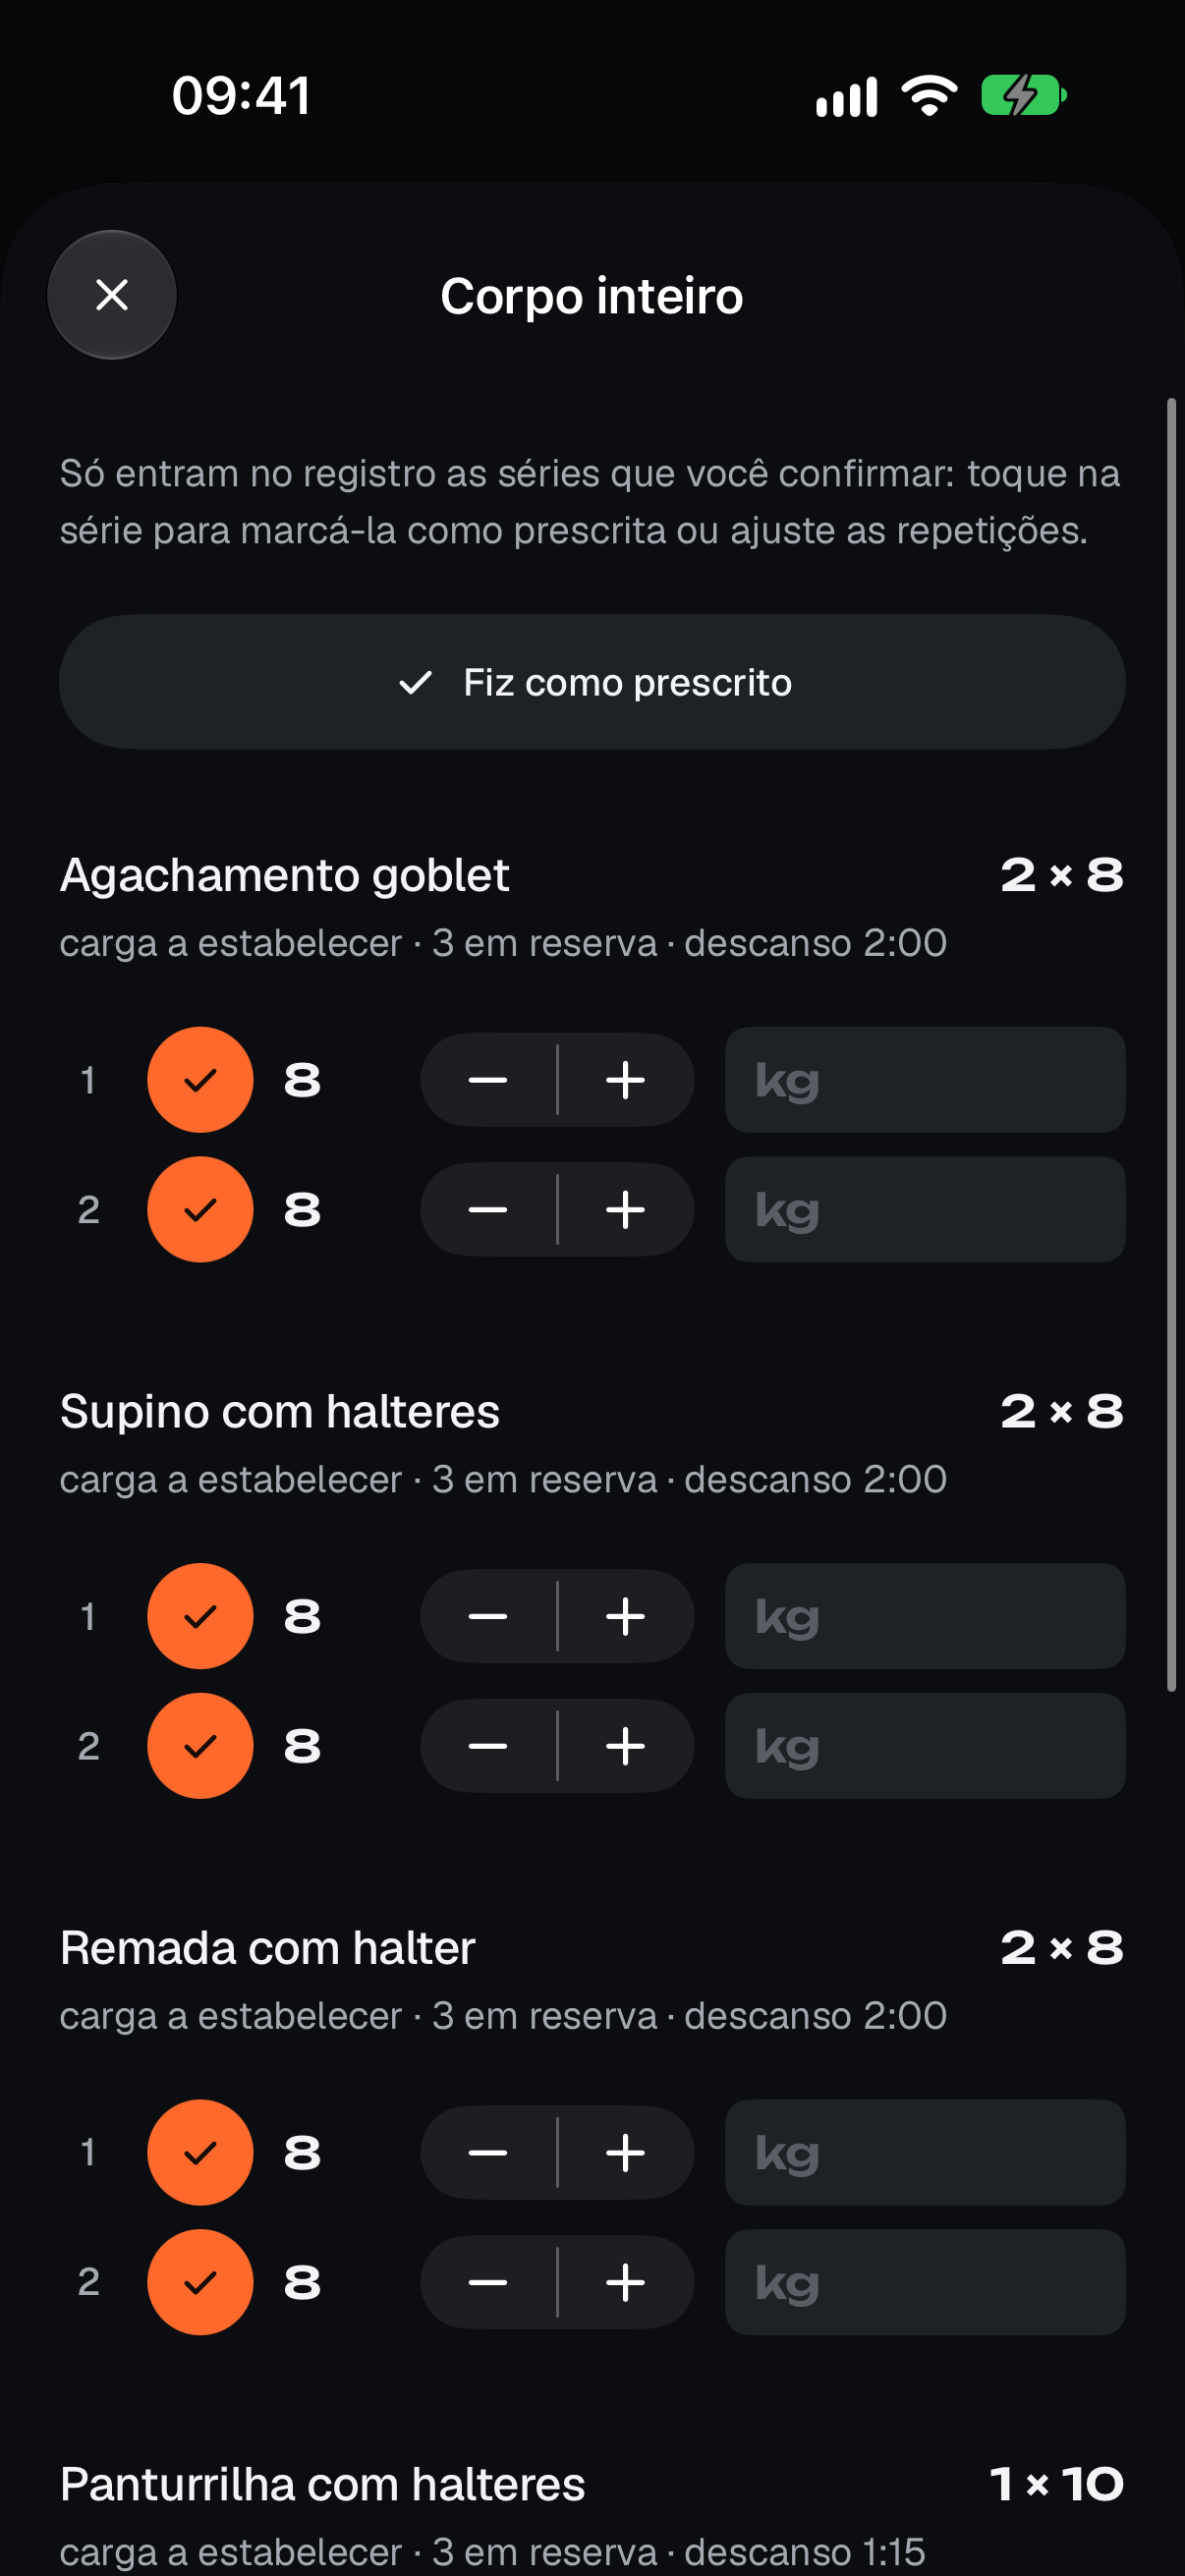 09:41
Corpo inteiro
Só entram no registro as séries que você confirmar: toque na
série para marcá-la como prescrita ou ajuste as repetições.
Fiz como prescrito
Agachamento goblet 2 × 8
carga a estabelecer · 3 em reserva · descanso 2:00
1 8 kg
2 8 kg
Supino com halteres 2 × 8
carga a estabelecer · 3 em reserva · descanso 2:00
1 8 kg
2 8 kg
Remada com halter 2 × 8
carga a estabelecer · 3 em reserva · descanso 2:00
1 8 kg
2 8 kg
Panturrilha com halteres 1 × 10
carga a estabelecer · 3 em reserva · descanso 1:15